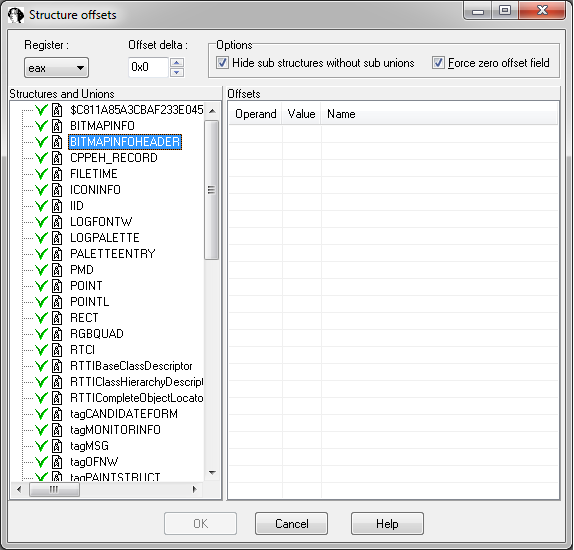 Structure offsets
Register :
Offset delta :
Options
eax
0x0
Hide sub structures without sub unions
Force zero offset field
Structures and Unions
Offsets
Operand Value Name
$C811A85A3CBAF233E045
BITMAPINFO
BITMAPINFOHEADER
CPPEH_RECORD
FILETIME
ICONINFO
IID
LOGFONTW
LOGPALETTE
PALETTEENTRY
PMD
POINT
POINTL
RECT
RGBQUAD
RTCI
RTTIBaseClassDescriptor
RTTIClassHierarchyDescript
RTTICompleteObjectLocato
tagCANDIDATEFORM
tagMONITORINFO
tagMSG
tagOFNW
tagPAINTSTRUCT
OK
Cancel
Help